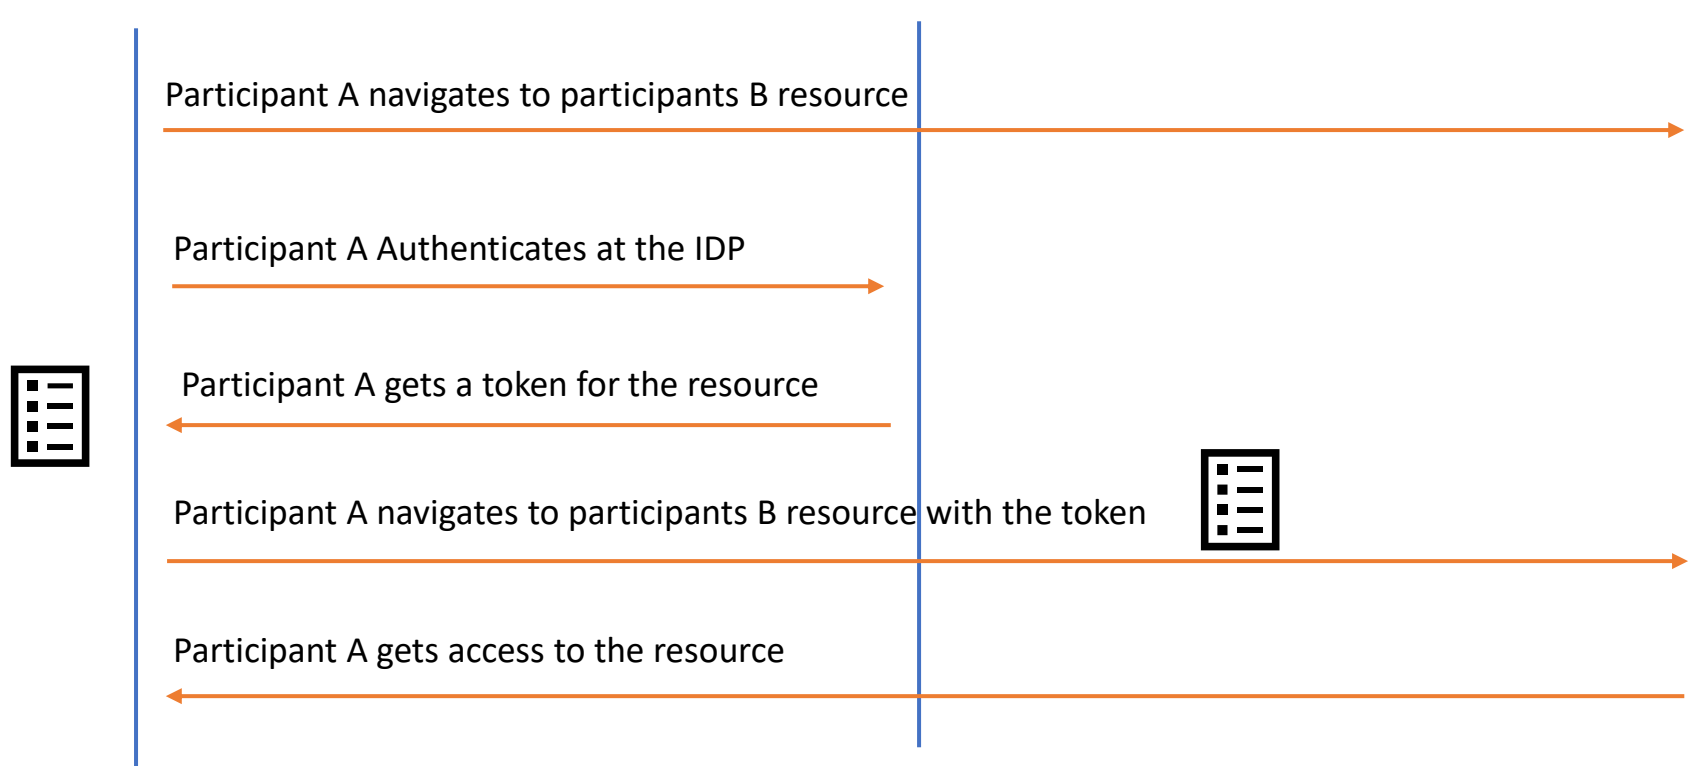 Participant A navigates to participants B resource
Participant A Authenticates at the IDP
Participant A gets a token for the resource
Participant A navigates to participants B resource with the token
Participant A gets access to the resource